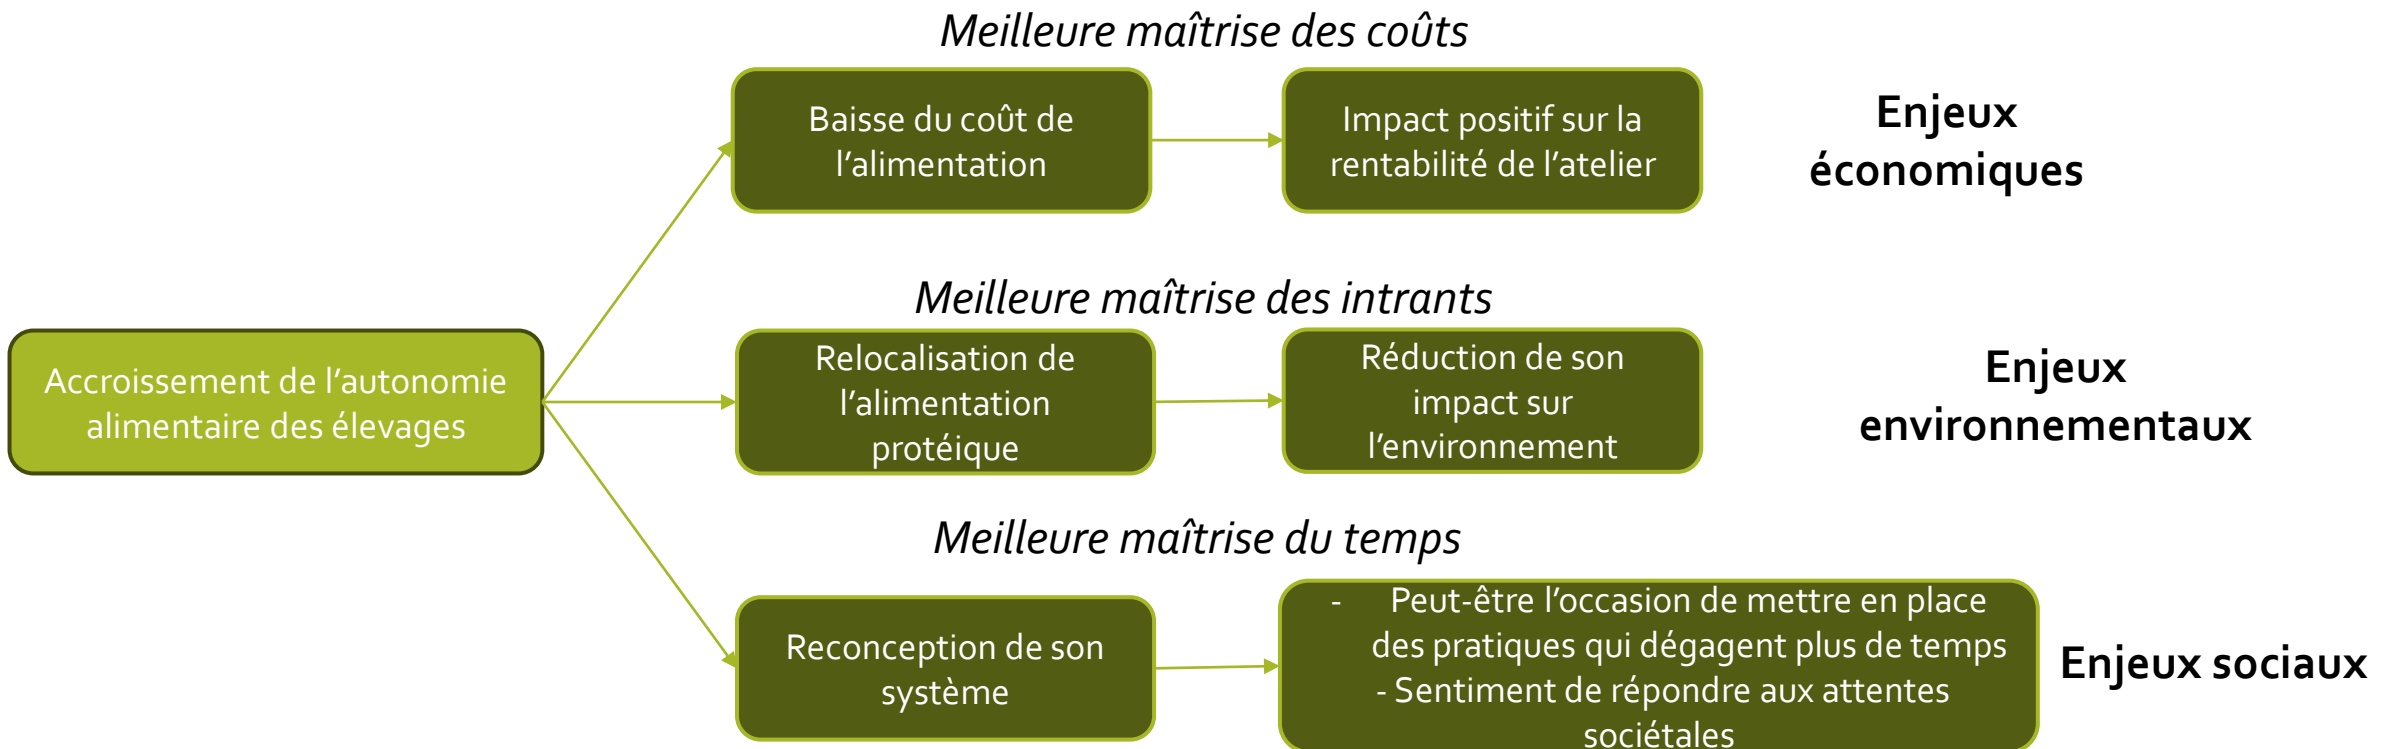 Meilleure maîtrise des coûts
Baisse du coût de
l’alimentation
Impact positif sur la
rentabilité de l’atelier
Enjeux
économiques
Meilleure maîtrise des intrants
Accroissement de l’autonomie
alimentaire des élevages
Relocalisation de
l’alimentation
protéique
Réduction de son
impact sur
l’environnement
Enjeux
environnementaux
Meilleure maîtrise du temps
Reconception de son
système
- Peut-être l’occasion de mettre en place
des pratiques qui dégagent plus de temps
- Sentiment de répondre aux attentes
sociétales
Enjeux sociaux